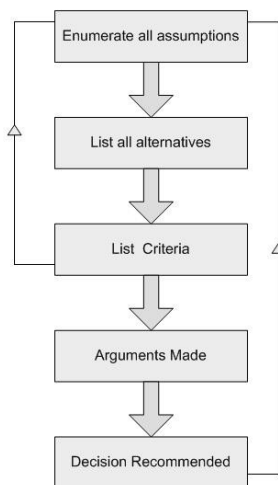 Enumerate all assumptions
List all alternatives
List Criteria
Arguments Made
Decision Recommended